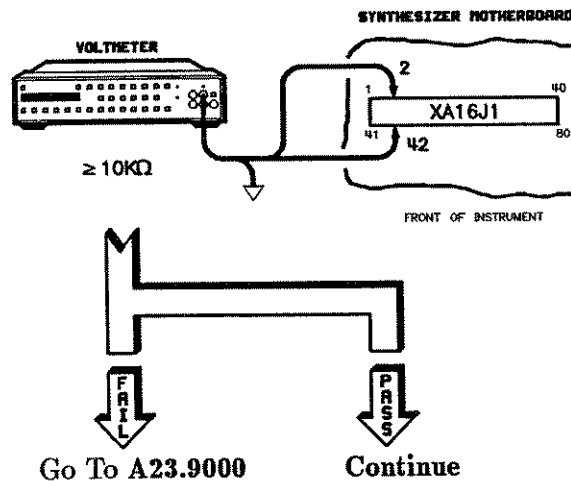 SYNTHESIZER MOTHERBOARD
VOLTMETER
2
1
40
XA16J1
41
42
80
≥ 10KΩ
FRONT OF INSTRUMENT
FAIL
PASS
Go To A23.9000
Continue